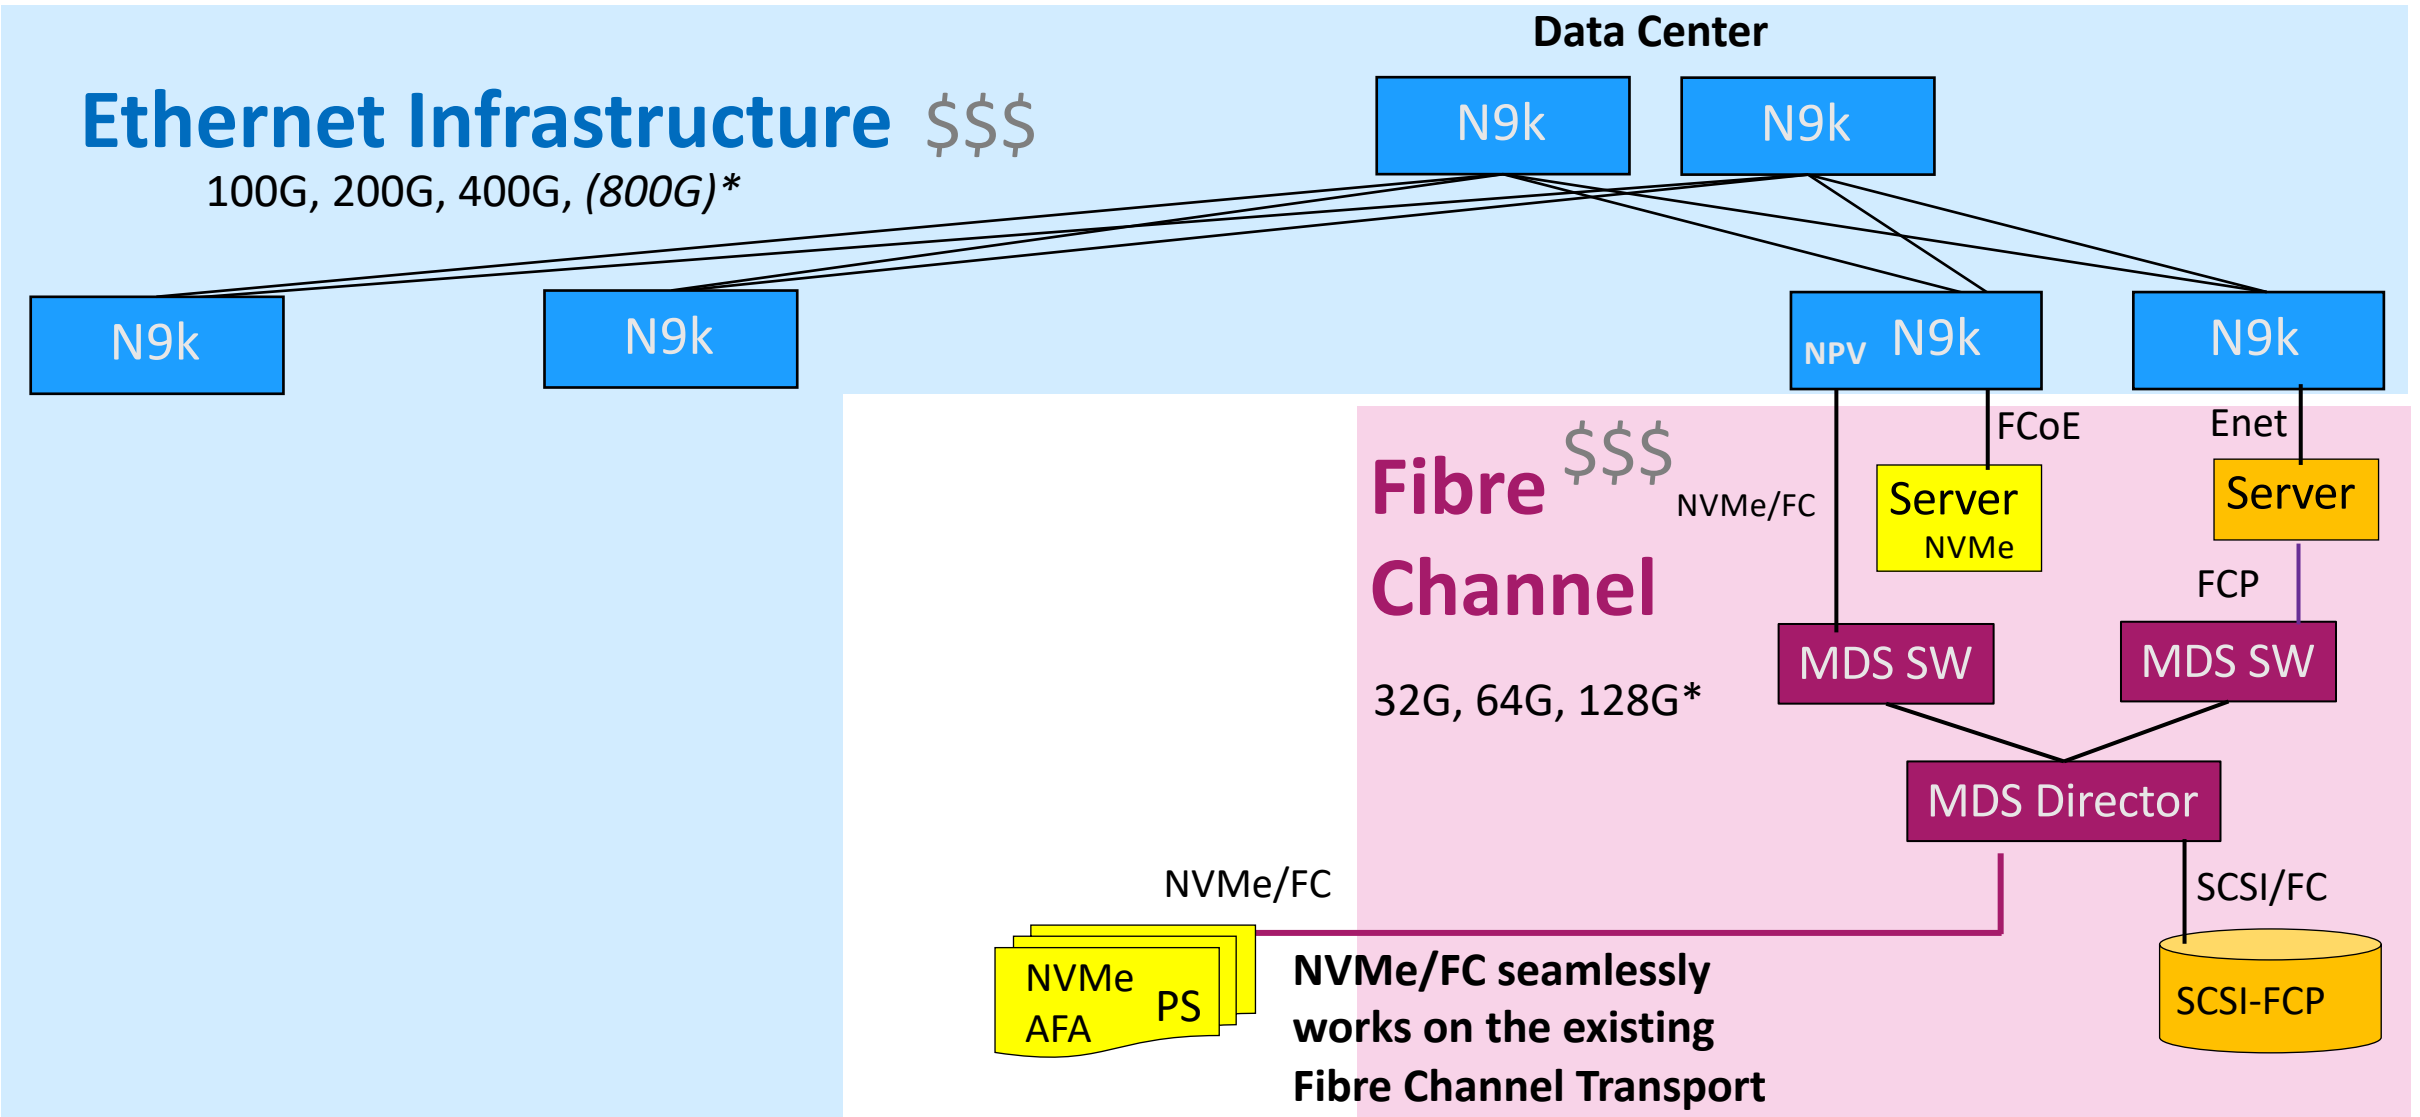 Data Center
Ethernet Infrastructure $$$
100G, 200G, 400G, (800G)*
N9k
N9k
N9k
N9k
NPV N9k
N9k
FCoE
Enet
Fibre $$$
Channel
NVMe/FC
Server
NVMe
Server
FCP
32G, 64G, 128G*
MDS SW
MDS SW
MDS Director
NVMe/FC
SCSI/FC
NVMe
AFA
PS
NVMe/FC seamlessly
works on the existing
Fibre Channel Transport
SCSI-FCP